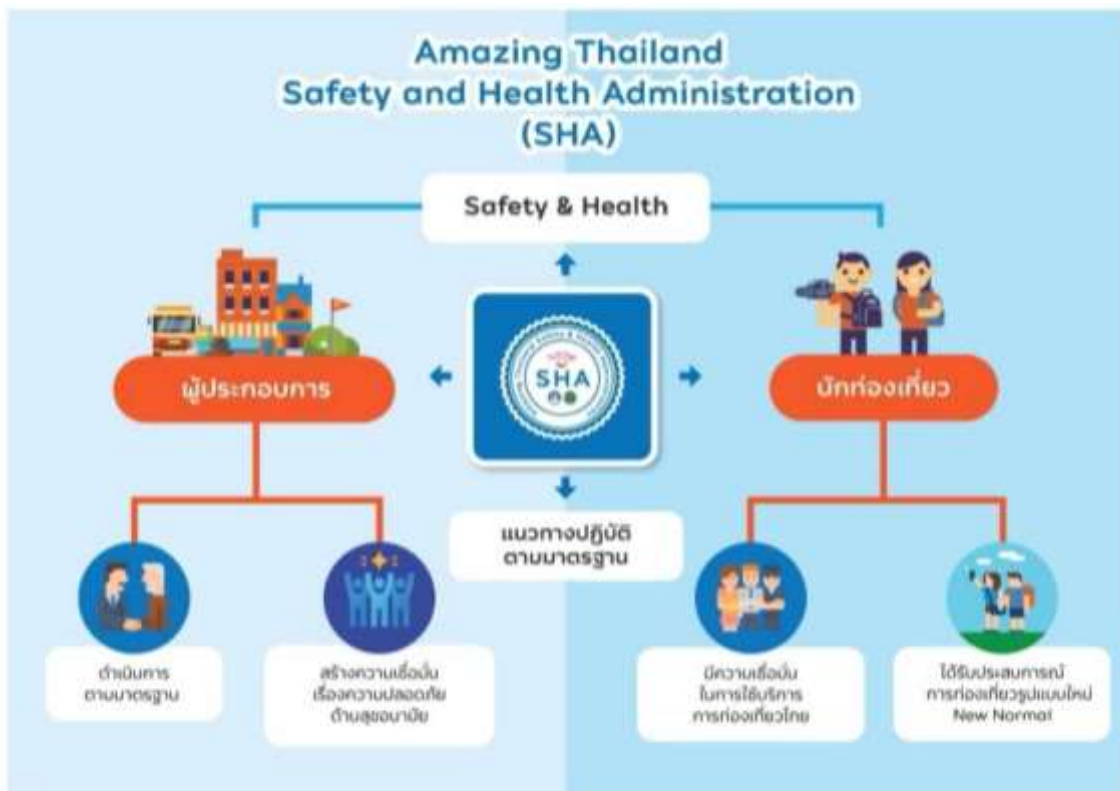 Amazing Thailand
Safety and Health Administration
(SHA)
Safety & Health
SHA
ผู้ประกอบการ
นักท่องเที่ยว
แนวทางปฏิบัติ
ตามมาตรฐาน
ดำเนินการ
ตามมาตรฐาน
สร้างความเชื่อมั่น
เรื่องความปลอดภัย
ด้านสุขอนามัย
มีความเชื่อมั่น
ในการใช้บริการ
การท่องเที่ยวไทย
ได้รับประสบการณ์
การท่องเที่ยวรูปแบบใหม่
New Normal